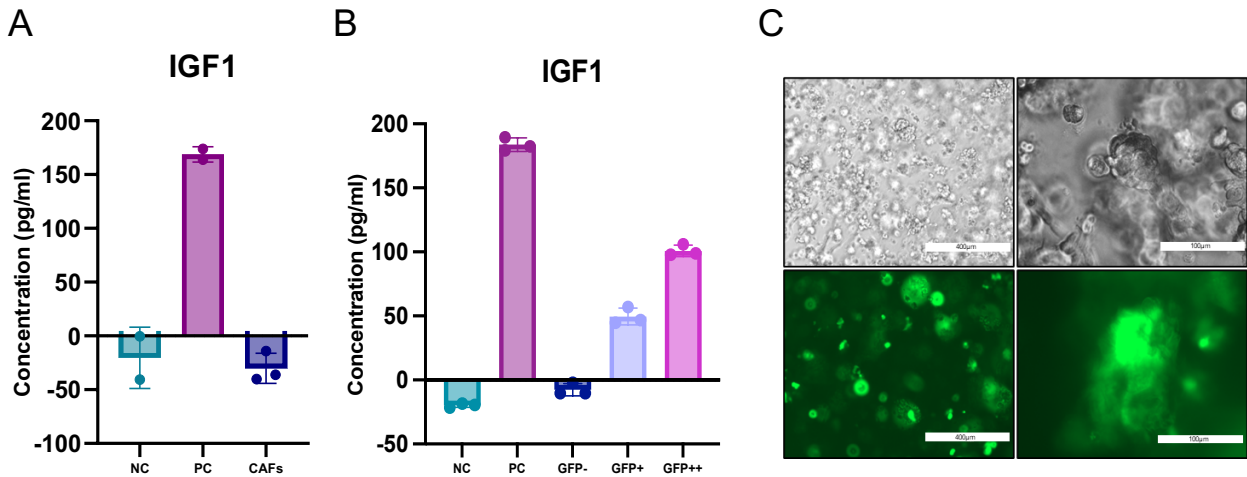 A
B
C
IGF1
IGF1
Concentration (pg/ml)
200
150
100
50
0
-50
-100
NC
PC
CAFs
Concentration (pg/ml)
200
150
100
50
0
-50
NC
PC
GFP-
GFP+
GFP++
400µm
100µm
400µm
100µm